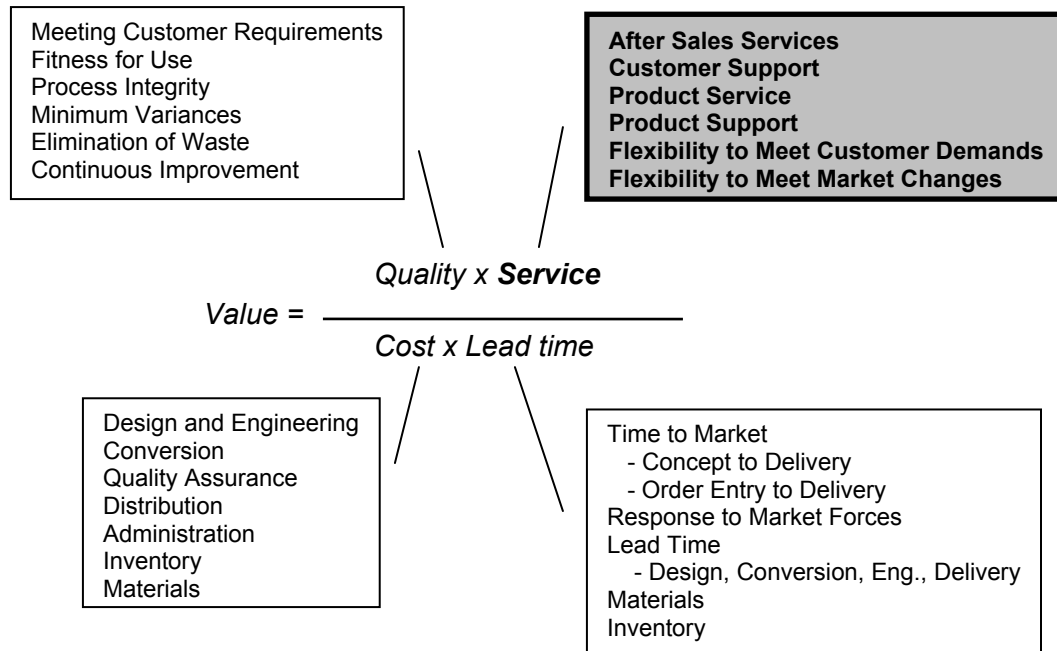 Meeting Customer Requirements
Fitness for Use
Process Integrity
Minimum Variances
Elimination of Waste
Continuous Improvement
After Sales Services
Customer Support
Product Service
Product Support
Flexibility to Meet Customer Demands
Flexibility to Meet Market Changes
Quality x Service
Value =
Cost x Lead time
Design and Engineering
Conversion
Quality Assurance
Distribution
Administration
Inventory
Materials
Time to Market
- Concept to Delivery
- Order Entry to Delivery
Response to Market Forces
Lead Time
- Design, Conversion, Eng., Delivery
Materials
Inventory